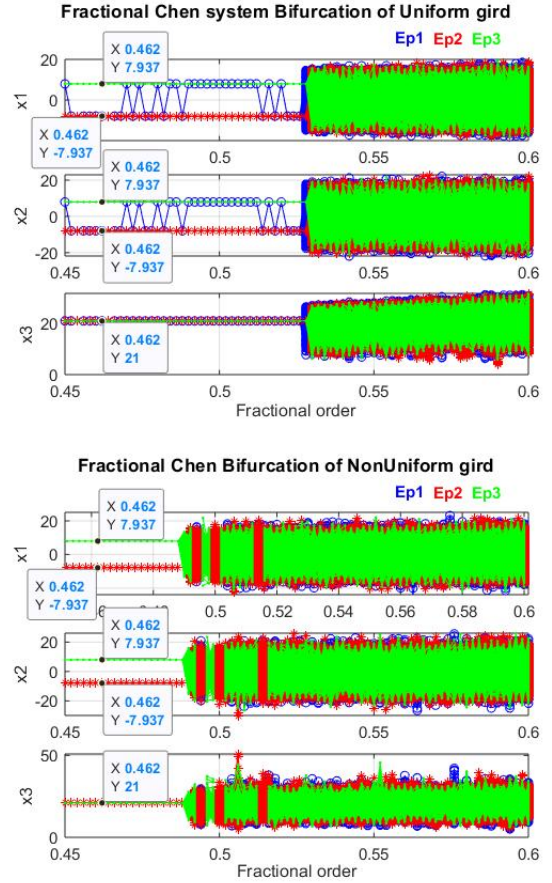 Fractional Chen system Bifurcation of Uniform gird
Ep1 Ep2 Ep3
x1
20
0
X 0.462
Y 7.937
X 0.462
Y -7.937
0.5
0.55
0.6
x2
20
0
-20
X 0.462
Y 7.937
X 0.462
Y -7.937
0.45
0.5
0.55
0.6
x3
20
0
X 0.462
Y 21
0.45
0.5
0.55
0.6
Fractional order
Fractional Chen Bifurcation of NonUniform gird
Ep1 Ep2 Ep3
x1
20
0
X 0.462
Y 7.937
X 0.462
Y -7.937
0.5
0.52
0.54
0.56
0.58
0.6
x2
20
0
-20
X 0.462
Y 7.937
X 0.462
Y -7.937
0.45
0.5
0.55
0.6
x3
50
0
X 0.462
Y 21
0.45
0.5
0.55
0.6
Fractional order